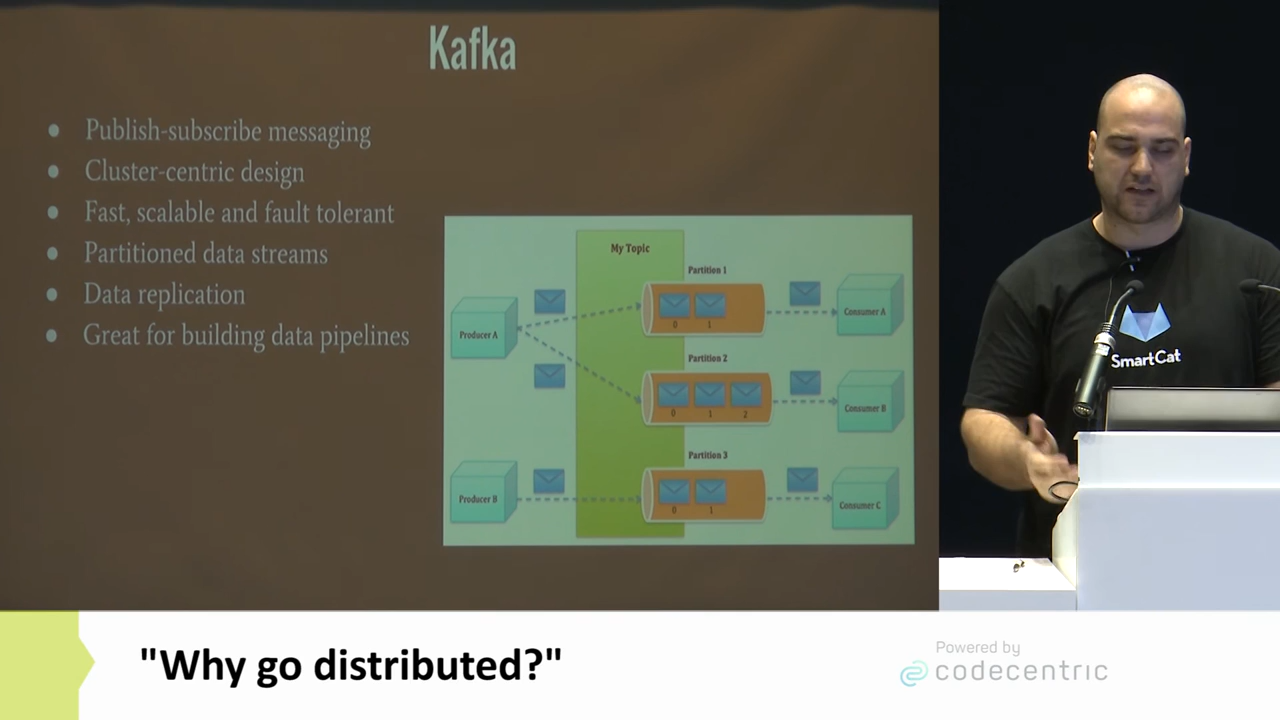 Kafka
Publish-subscribe messaging
Cluster-centric design
Fast, scalable and fault tolerant
Partitioned data streams
Data replication
Great for building data pipelines
My Topic
Partition 1
Producer A
0 1
Consumer A
Partition 2
0 1 2
Consumer B
Partition 3
Producer B
0 1
Consumer C
SmartCat
"Why go distributed?"
Powered by
codecentric